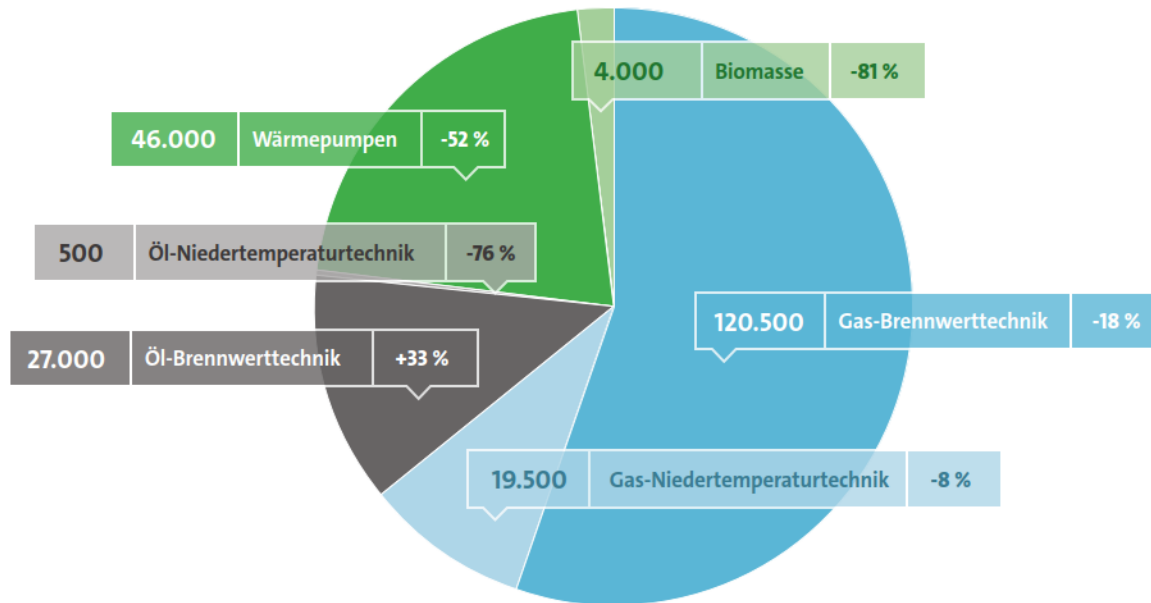 4.000 Biomasse -81 %
46.000 Wärmepumpen -52 %
500 Öl-Niedertemperaturtechnik -76 %
120.500 Gas-Brennwerttechnik -18 %
27.000 Öl-Brennwerttechnik +33 %
19.500 Gas-Niedertemperaturtechnik -8 %